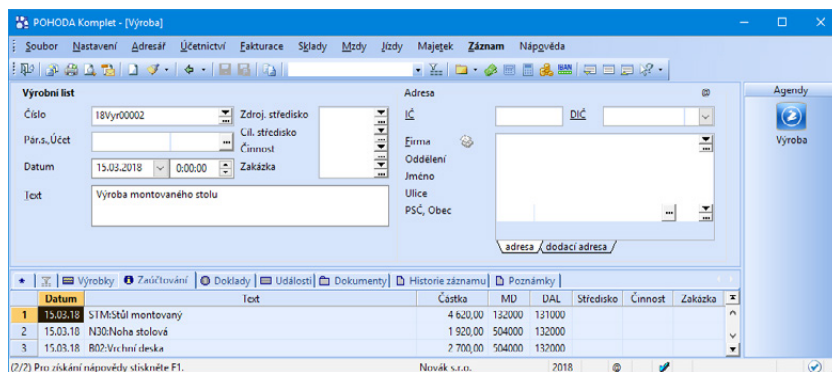 POHODA Komplet - [Výroba]
Soubor Nastavení Adresář Účetnictví Fakturace Sklady Mzdy Jízdy Majetek Záznam Nápověda
Výrobní list
Číslo 18Vyr00002 Zdroj. středisko
Pár.s.,Účet Cíl. středisko
Činnost
Datum 15.03.2018 0:00:00 Zakázka
Text Výroba montovaného stolu
Adresa @
IČ DIČ
Firma
Oddělení
Jméno
Ulice
PSČ, Obec
adresa dodací adresa
Agendy
Výroba
Výrobky Zaúčtování Doklady Události Dokumenty Historie záznamu Poznámky
Datum Text Částka MD DAL Středisko Činnost Zakázka
1 15.03.18 STM:Stůl montovaný 4 620,00 132000 131000
2 15.03.18 N30:Noha stolová 1 920,00 504000 132000
3 15.03.18 B02:Vrchní deska 2 700,00 504000 132000
(2/2) Pro získání nápovědy stiskněte F1. Novák s.r.o. 2018 @